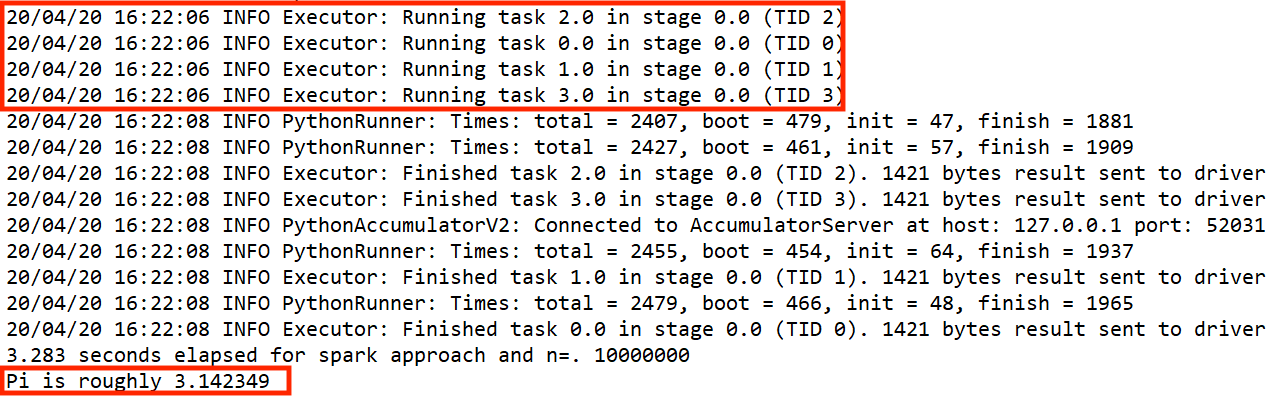 20/04/20 16:22:06 INFO Executor: Running task 2.0 in stage 0.0 (TID 2)
20/04/20 16:22:06 INFO Executor: Running task 0.0 in stage 0.0 (TID 0)
20/04/20 16:22:06 INFO Executor: Running task 1.0 in stage 0.0 (TID 1)
20/04/20 16:22:06 INFO Executor: Running task 3.0 in stage 0.0 (TID 3)
20/04/20 16:22:08 INFO PythonRunner: Times: total = 2407, boot = 479, init = 47, finish = 1881
20/04/20 16:22:08 INFO PythonRunner: Times: total = 2427, boot = 461, init = 57, finish = 1909
20/04/20 16:22:08 INFO Executor: Finished task 2.0 in stage 0.0 (TID 2). 1421 bytes result sent to driver
20/04/20 16:22:08 INFO Executor: Finished task 3.0 in stage 0.0 (TID 3). 1421 bytes result sent to driver
20/04/20 16:22:08 INFO PythonAccumulatorV2: Connected to AccumulatorServer at host: 127.0.0.1 port: 52031
20/04/20 16:22:08 INFO PythonRunner: Times: total = 2455, boot = 454, init = 64, finish = 1937
20/04/20 16:22:08 INFO Executor: Finished task 1.0 in stage 0.0 (TID 1). 1421 bytes result sent to driver
20/04/20 16:22:08 INFO PythonRunner: Times: total = 2479, boot = 466, init = 48, finish = 1965
20/04/20 16:22:08 INFO Executor: Finished task 0.0 in stage 0.0 (TID 0). 1421 bytes result sent to driver
3.283 seconds elapsed for spark approach and n=. 10000000
Pi is roughly 3.142349